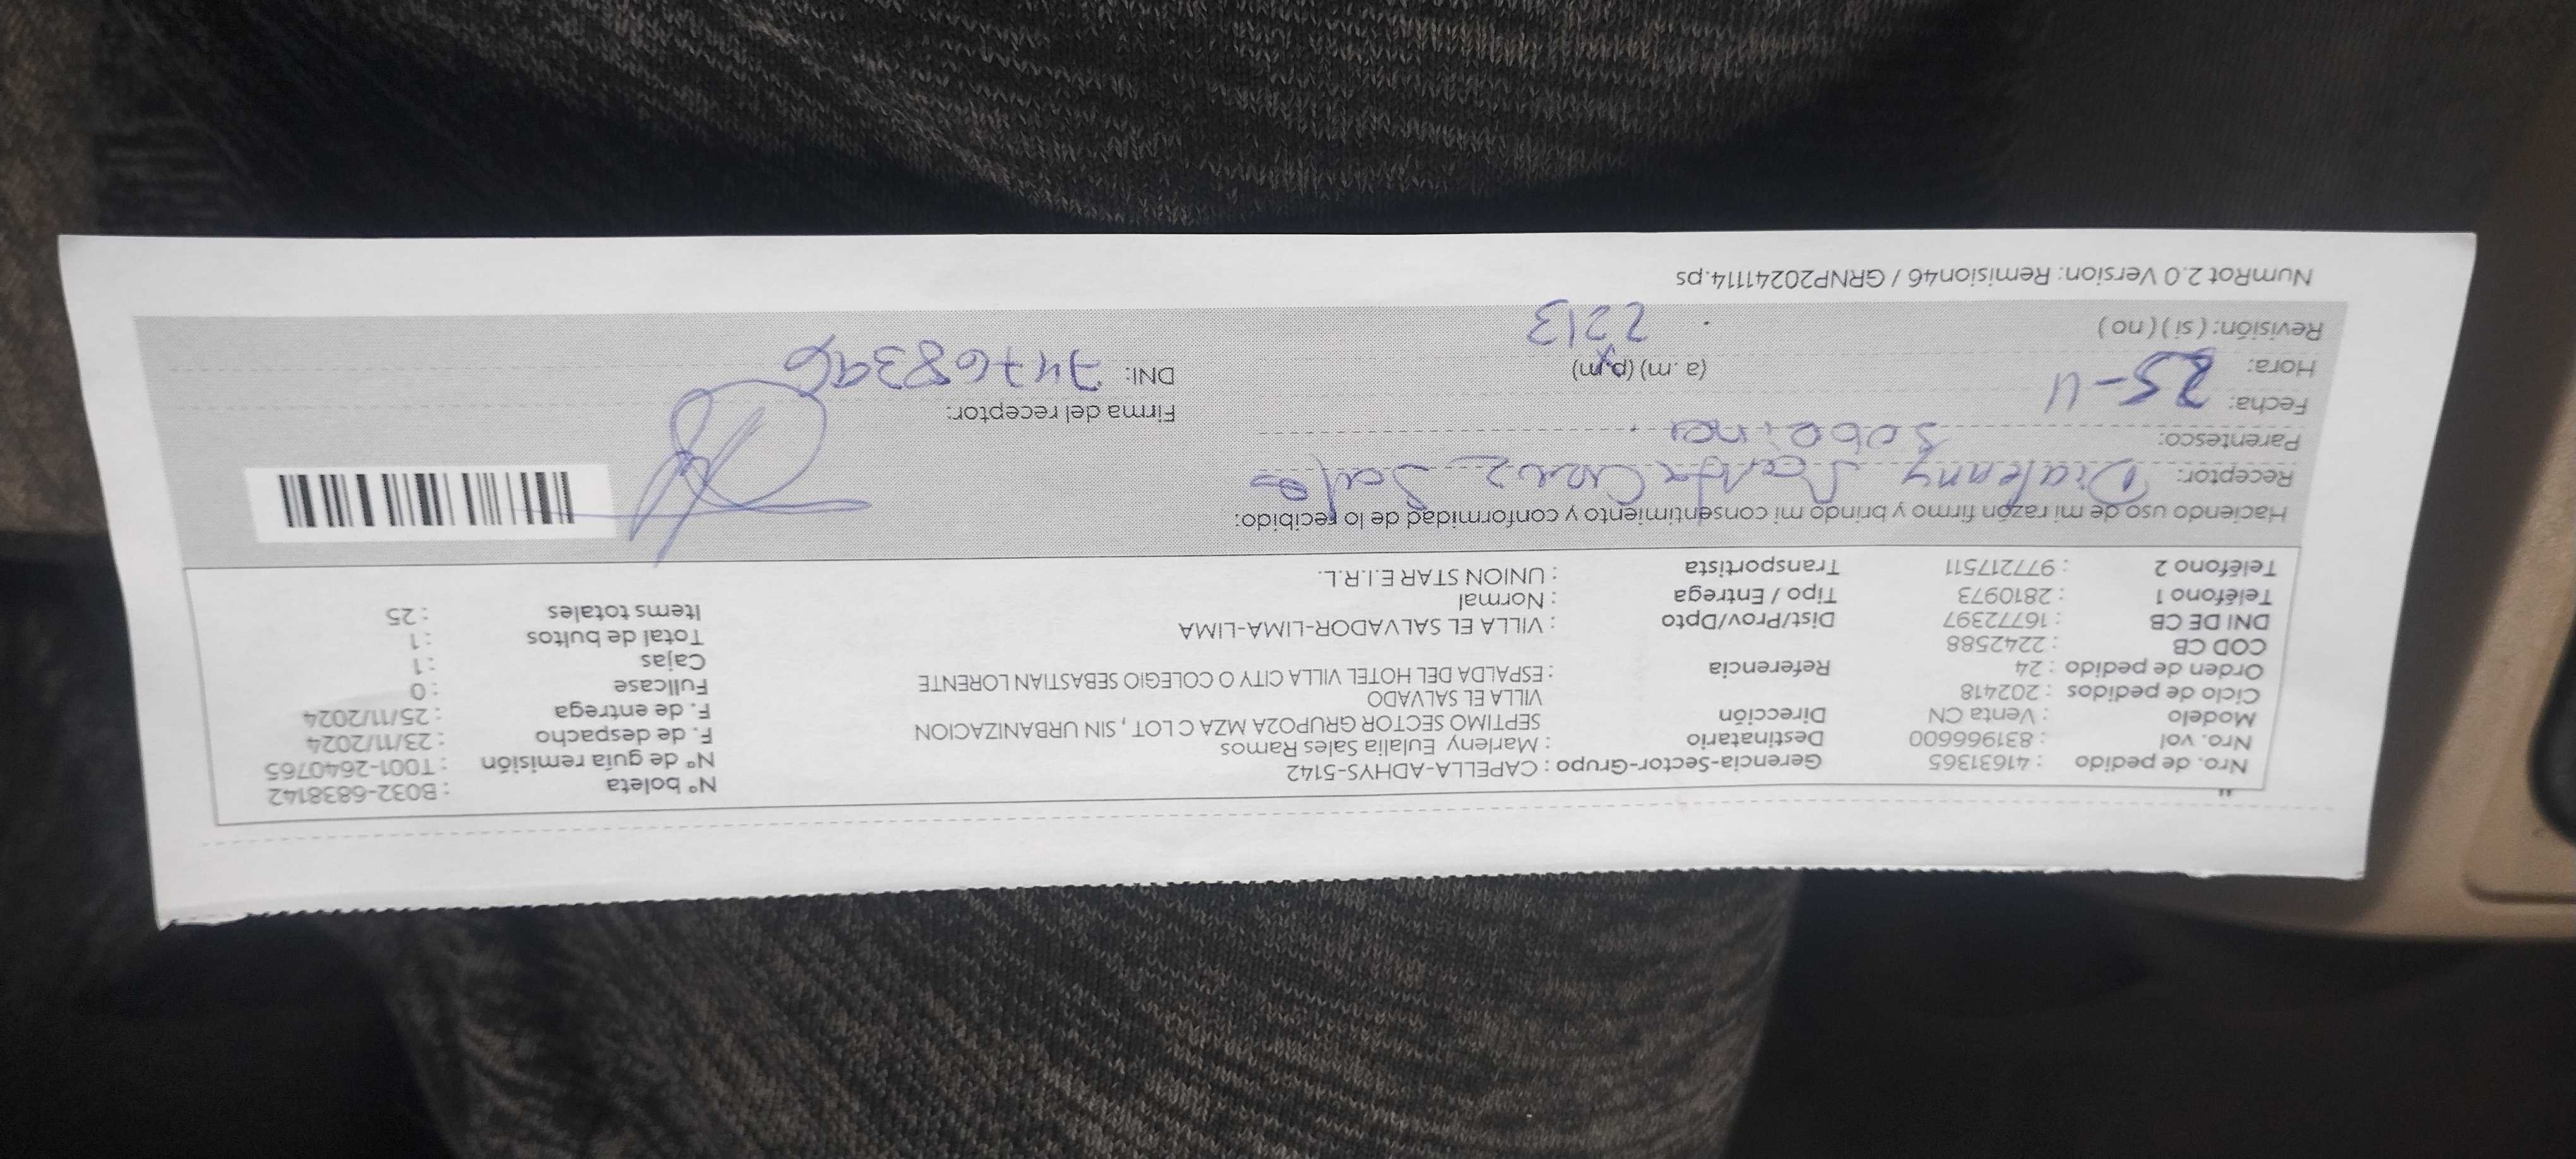 Nro. de pedido : 41631365 Gerencia-Sector-Grupo : CAPELLA-ADHYS-5142 N° boleta : B032-6838142
Nro. vol : 831966600 Destinatario : Marleny Eulalia Sales Ramos N° de guía remisión : T001-2640765
Modelo : Venta CN Dirección SEPTIMO SECTOR GRUPO2A MZA C LOT , SIN URBANIZACION F. de despacho : 23/11/2024
Ciclo de pedidos : 202418 VILLA EL SALVADO F. de entrega : 25/11/2024
Orden de pedido : 24 Referencia : ESPALDA DEL HOTEL VILLA CITY O COLEGIO SEBASTIAN LORENTE Fullcase : 0
COD CB : 2242588 Cajas : 1
DNI DE CB : 16772397 Dist/Prov/Dpto : VILLA EL SALVADOR-LIMA-LIMA Total de bultos : 1
Teléfono 1 : 2810973 Tipo / Entrega : Normal Items totales : 25
Teléfono 2 : 977217511 Transportista : UNION STAR E.I.R.L.
Haciendo uso de mi razón firmo y brindo mi consentimiento y conformidad de lo recibido:
Receptor: Santa Cruz
Parentesco: Sobrina
Fecha: 25-11 Firma del receptor:
Hora: (a.m) (p.m) DNI: 74768396
2213
Revisión: ( si ) ( no )
NumRot 2.0 Version: Remision46 / GRNP20241114.ps